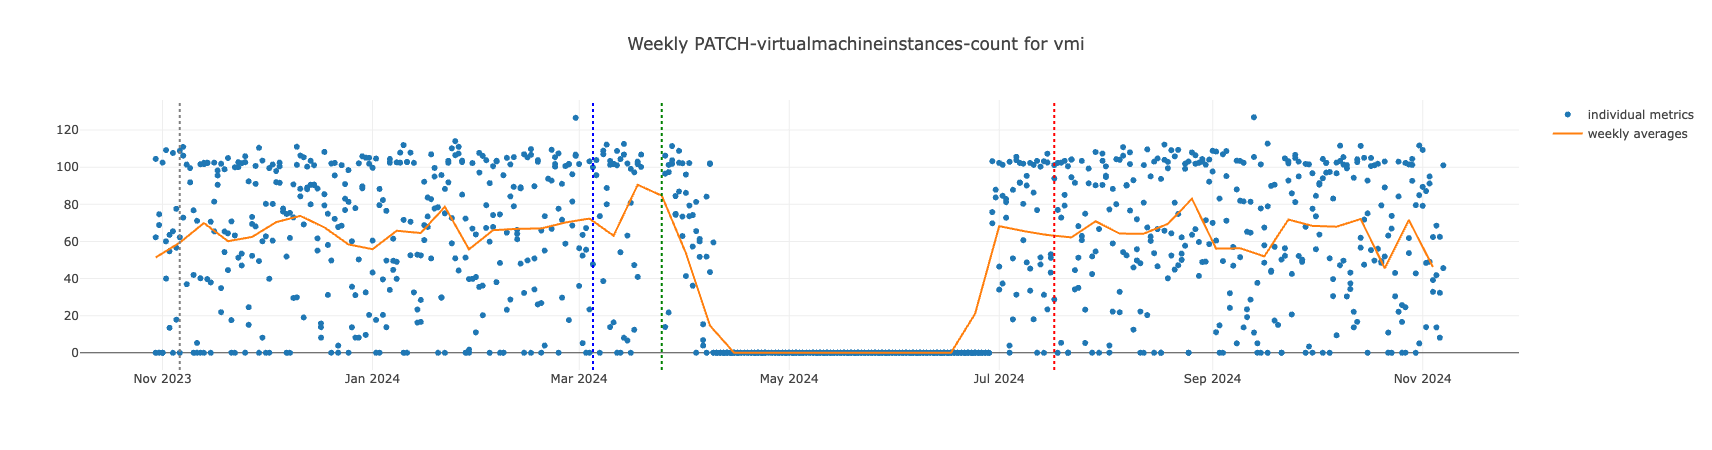 Weekly PATCH-virtualmachineinstances-count for vmi
individual metrics
weekly averages
120
100
80
60
40
20
0
Nov 2023 Jan 2024 Mar 2024 May 2024 Jul 2024 Sep 2024 Nov 2024